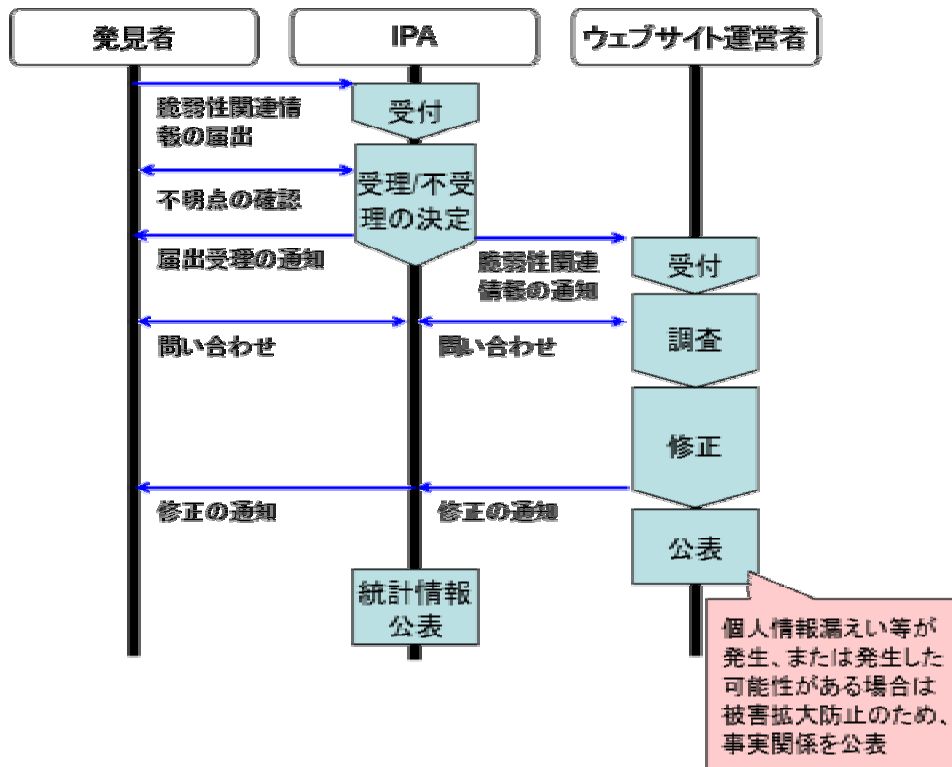 発見者
IPA
ウェブサイト運営者
脆弱性関連情
報の届出
受付
不明点の確認
受理/不受
理の決定
届出受理の通知
脆弱性関連
情報の通知
受付
問い合わせ
問い合わせ
調査
修正
修正の通知
修正の通知
公表
統計情報
公表
個人情報漏えい等が
発生、または発生した
可能性がある場合は
被害拡大防止のため、
事実関係を公表